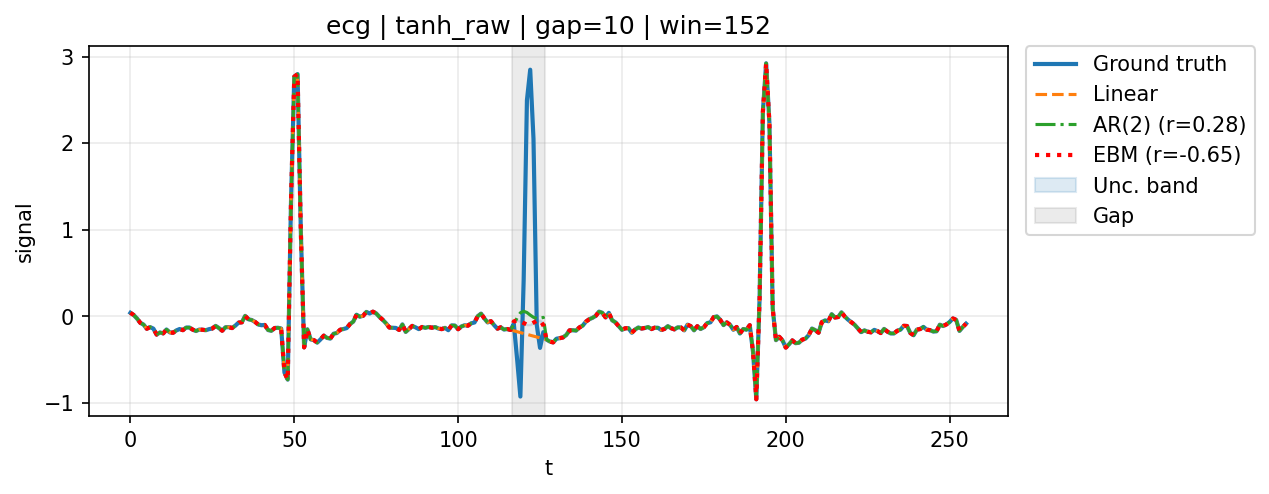 ecg | tanh_raw | gap=10 | win=152
3
2
1
0
−1
signal
0
50
100
150
200
250
t
Ground truth
Linear
AR(2) (r=0.28)
EBM (r=-0.65)
Unc. band
Gap